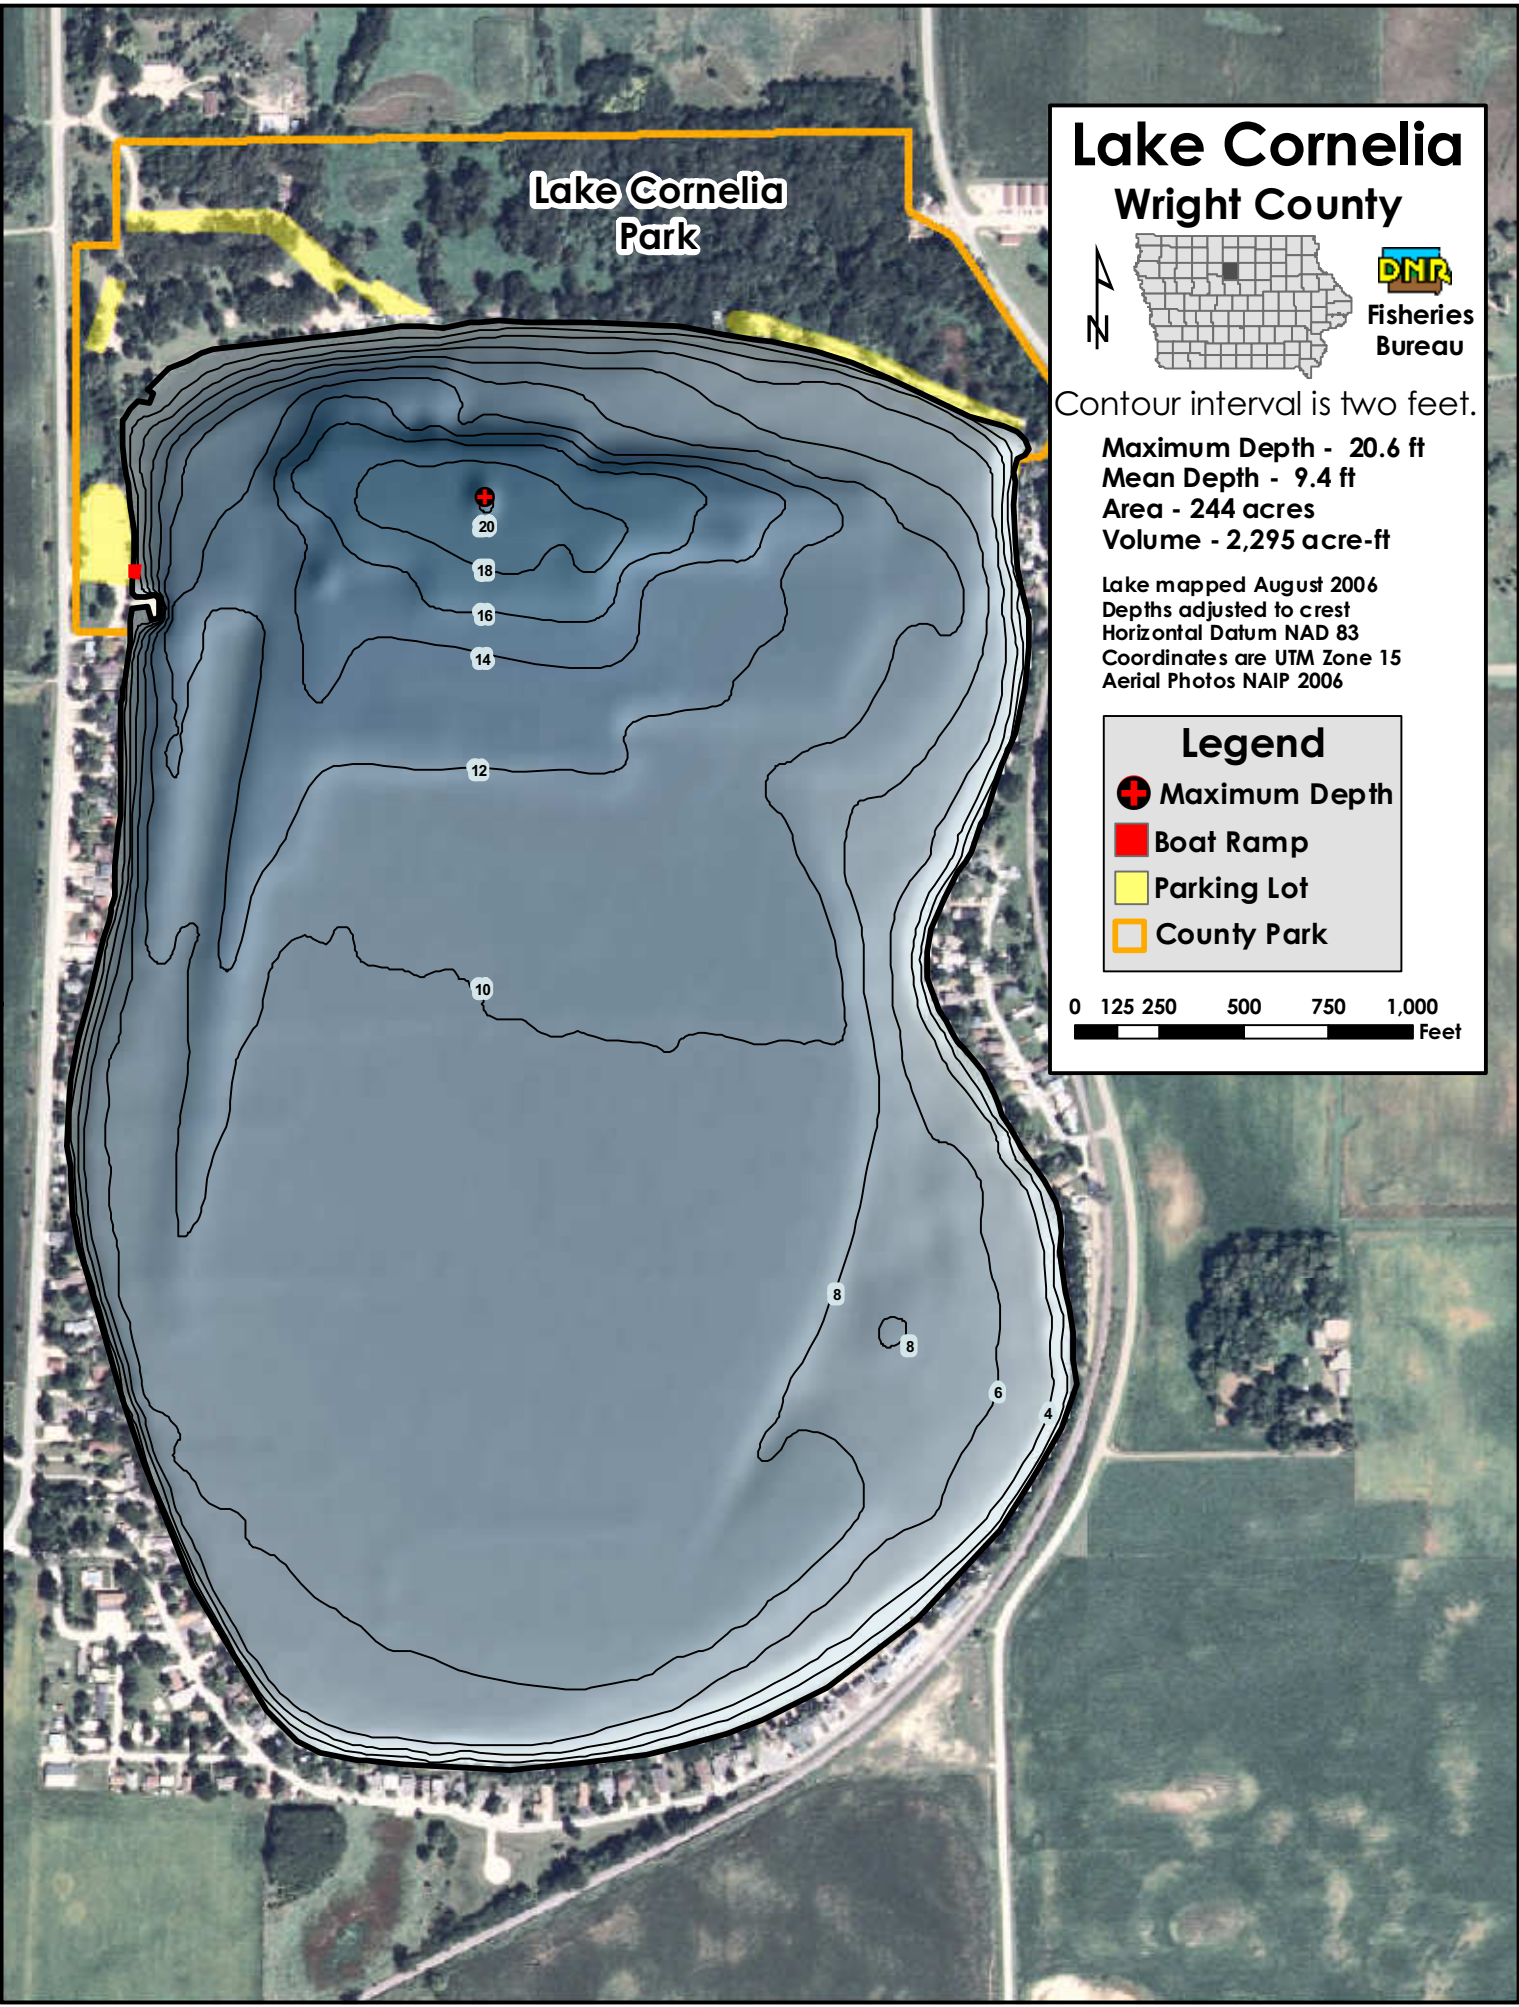 Lake Cornelia
Park
Lake Cornelia
Wright County
N
DNR
Fisheries
Bureau
Contour interval is two feet.
Maximum Depth - 20.6 ft
Mean Depth - 9.4 ft
Area - 244 acres
Volume - 2,295 acre-ft
Lake mapped August 2006
Depths adjusted to crest
Horizontal Datum NAD 83
Coordinates are UTM Zone 15
Aerial Photos NAIP 2006
Legend
Maximum Depth
Boat Ramp
Parking Lot
County Park
0 125 250 500 750 1,000
Feet
20
18
16
14
12
10
8
8
6
4